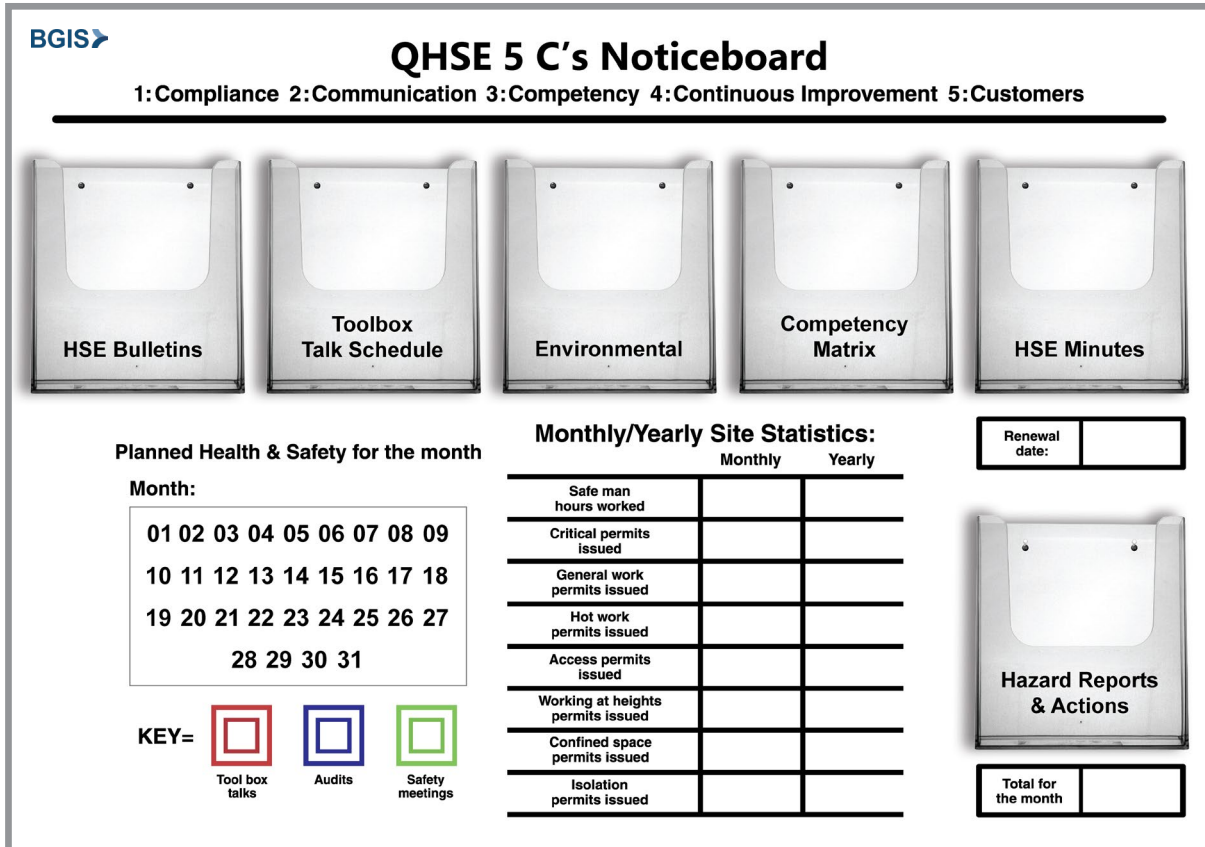 BGIS
QHSE 5 C's Noticeboard
1:Compliance 2:Communication 3:Competency 4:Continuous Improvement 5:Customers
HSE Bulletins
Toolbox
Talk Schedule
Environmental
Competency
Matrix
HSE Minutes
Planned Health & Safety for the month
Month:
01 02 03 04 05 06 07 08 09
10 11 12 13 14 15 16 17 18
19 20 21 22 23 24 25 26 27
28 29 30 31
KEY=
Tool box
talks
Audits
Safety
meetings
Monthly/Yearly Site Statistics:
Monthly Yearly
Safe man
hours worked
Critical permits
issued
General work
permits issued
Hot work
permits issued
Access permits
issued
Working at heights
permits issued
Confined space
permits issued
Isolation
permits issued
Renewal
date:
Hazard Reports
& Actions
Total for
the month